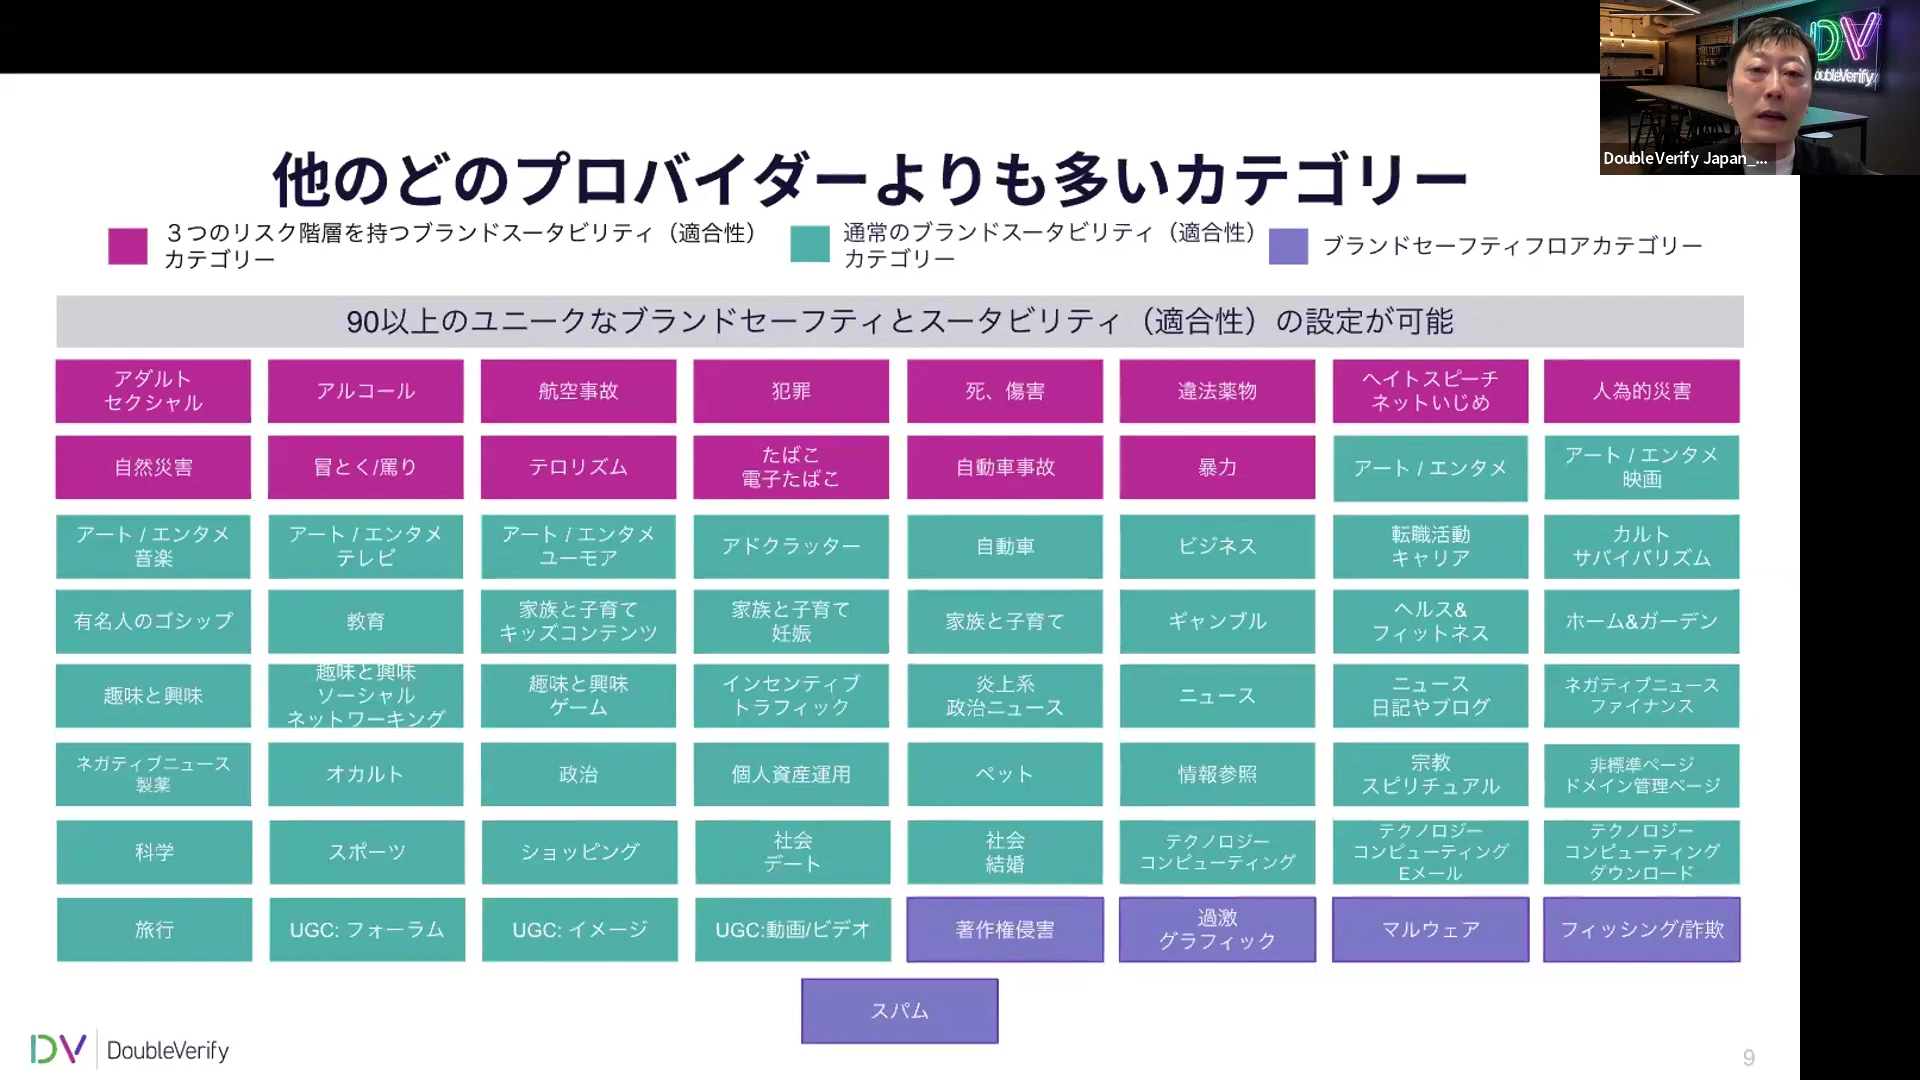 DV
DoubleVerify
DoubleVerify Japan_...
他のどのプロバイダーよりも多いカテゴリー
３つのリスク階層を持つブランドスータビリティ（適合性）
カテゴリー
通常のブランドスータビリティ（適合性）
カテゴリー
ブランドセーフティフロアカテゴリー
90以上のユニークなブランドセーフティとスータビリティ（適合性）の設定が可能
アダルト
セクシャル
アルコール
航空事故
犯罪
死、傷害
違法薬物
ヘイトスピーチ
ネットいじめ
人為的災害
自然災害
冒とく/罵り
テロリズム
たばこ
電子たばこ
自動車事故
暴力
アート / エンタメ
アート / エンタメ
映画
アート / エンタメ
音楽
アート / エンタメ
テレビ
アート / エンタメ
ユーモア
アドクラッター
自動車
ビジネス
転職活動
キャリア
カルト
サバイバリズム
有名人のゴシップ
教育
家族と子育て
キッズコンテンツ
家族と子育て
妊娠
家族と子育て
ギャンブル
ヘルス&
フィットネス
ホーム&ガーデン
趣味と興味
趣味と興味
ソーシャル
ネットワーキング
趣味と興味
ゲーム
インセンティブ
トラフィック
炎上系
政治ニュース
ニュース
ニュース
日記やブログ
ネガティブニュース
ファイナンス
ネガティブニュース
製薬
オカルト
政治
個人資産運用
ペット
情報参照
宗教
スピリチュアル
非標準ページ
ドメイン管理ページ
科学
スポーツ
ショッピング
社会
デート
社会
結婚
テクノロジー
コンピューティング
テクノロジー
コンピューティング
Eメール
テクノロジー
コンピューティング
ダウンロード
旅行
UGC: フォーラム
UGC: イメージ
UGC:動画/ビデオ
著作権侵害
過激
グラフィック
マルウェア
フィッシング/詐欺
スパム
DV DoubleVerify
9